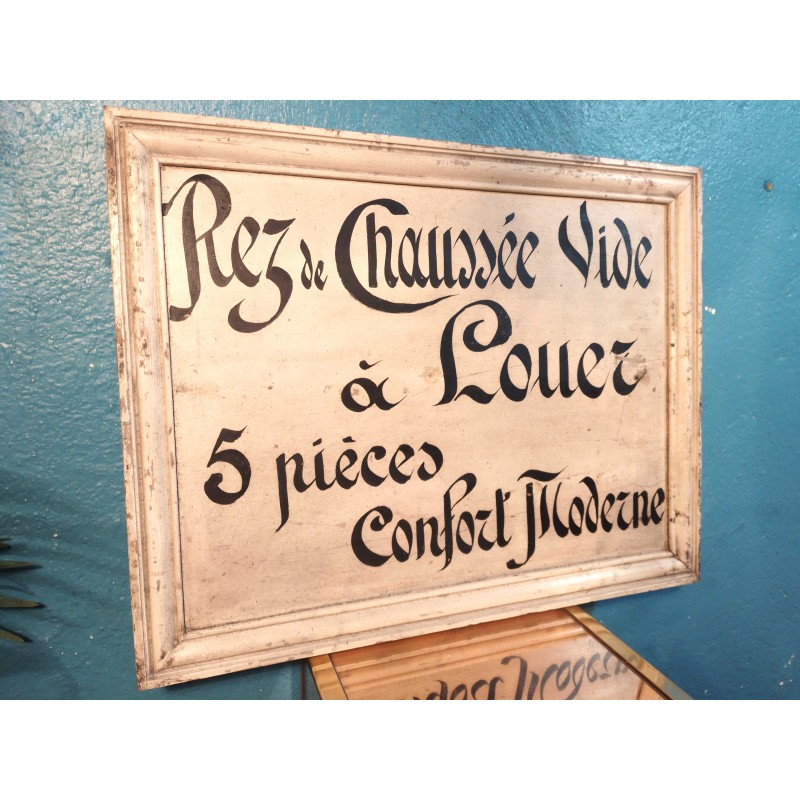 Rez de Chaussée Vide
à Louer
5 pièces
Confort Moderne